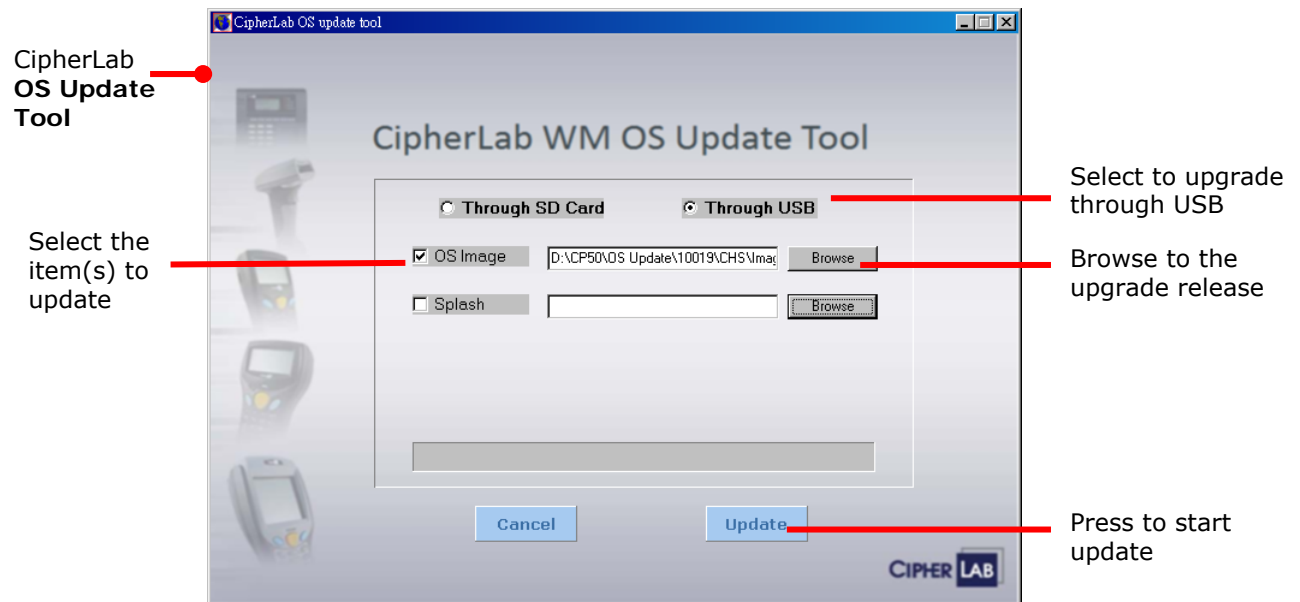 CipherLab OS update tool
CipherLab
OS Update
Tool
CipherLab WM OS Update Tool
Through SD Card
Through USB
Select to upgrade
through USB
Select the
item(s) to
update
OS Image
D:\CP50\OS Update\10019\CHS\Imag
Browse
Browse to the
upgrade release
Splash
Browse
Cancel
Update
Press to start
update
CIPHER LAB